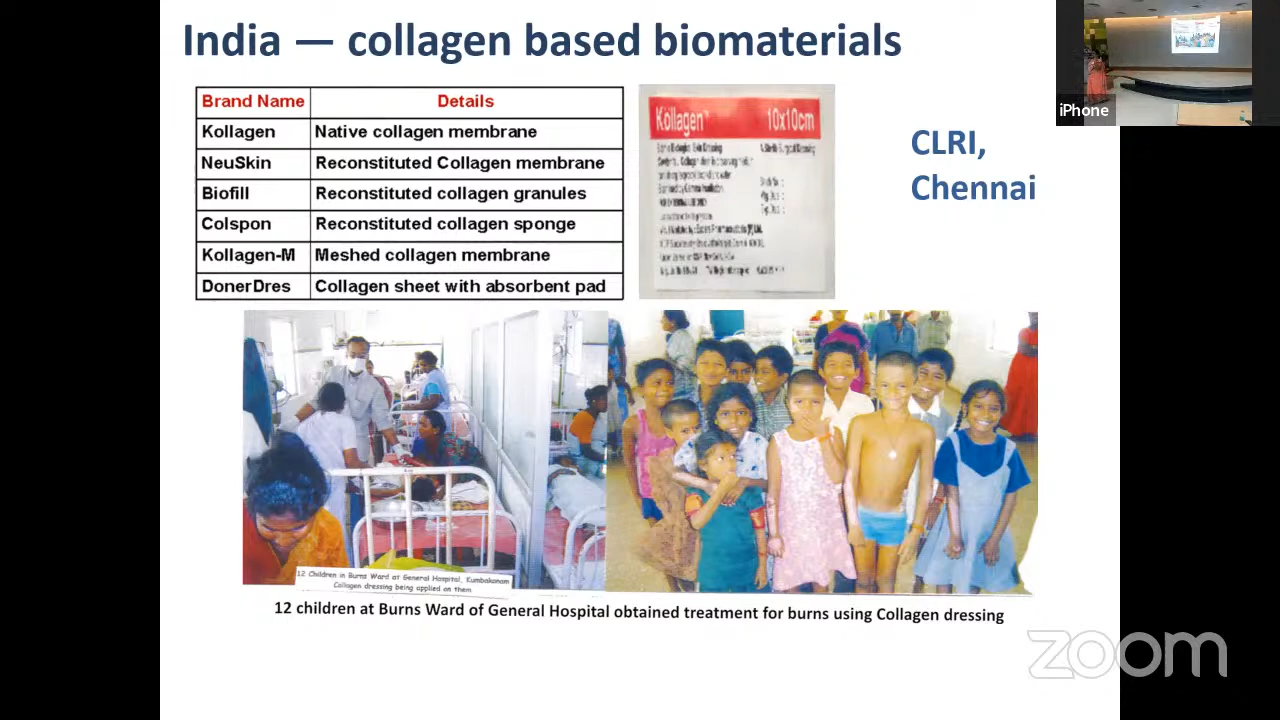 India — collagen based biomaterials
iPhone
Brand Name Details
Kollagen Native collagen membrane
NeuSkin Reconstituted Collagen membrane
Biofill Reconstituted collagen granules
Colspon Reconstituted collagen sponge
Kollagen-M Meshed collagen membrane
DonerDres Collagen sheet with absorbent pad
Kollagen™ 10x10cm
CLRI,
Chennai
12 Children in Burns Ward at General Hospital, Kumbakonam
Collagen dressing being applied on them
12 children at Burns Ward of General Hospital obtained treatment for burns using Collagen dressing
zoom